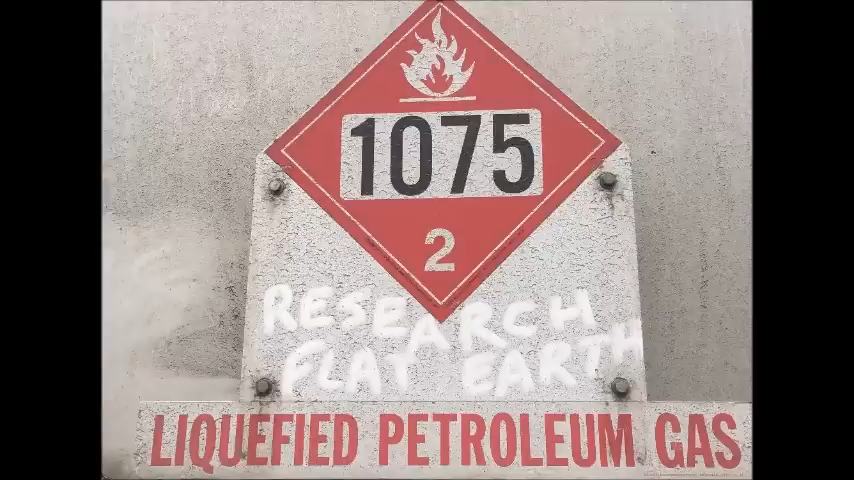 1075
2
RESEARCH
FLAT EARTH
LIQUEFIED PETROLEUM GAS